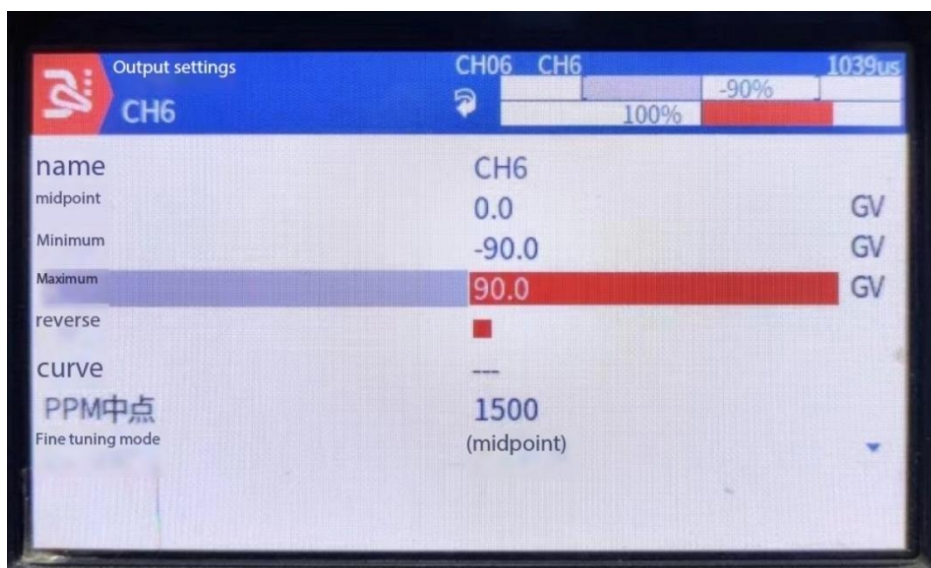 Output settings
CH6
CH06 CH6 1039us
-90%
100%
name CH6
midpoint 0.0 GV
Minimum -90.0 GV
Maximum 90.0 GV
reverse
curve ---
PPM中点 1500
Fine tuning mode (midpoint)